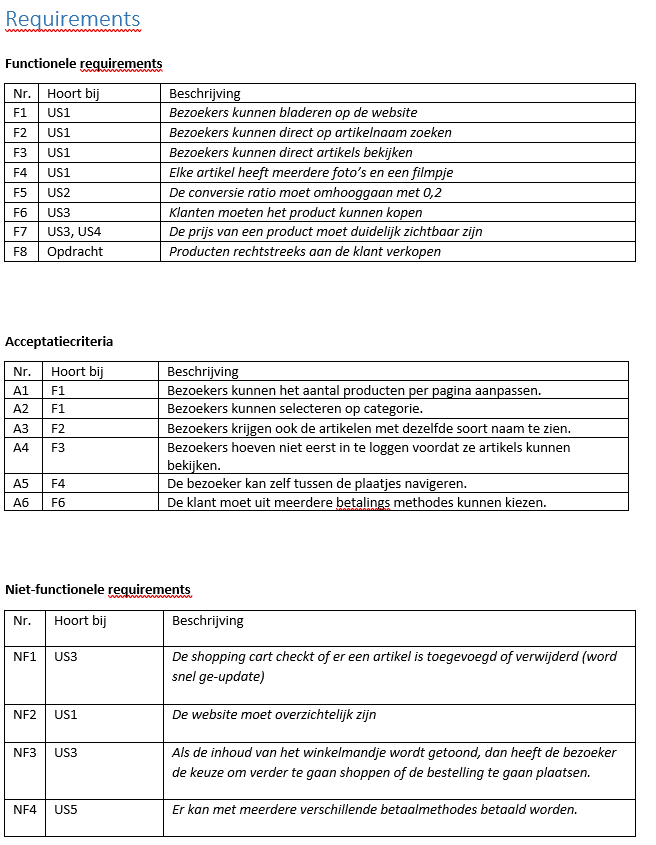 Requirements
Functionele requirements
Nr. Hoort bij Beschrijving
F1 US1 Bezoekers kunnen bladeren op de website
F2 US1 Bezoekers kunnen direct op artikelnaam zoeken
F3 US1 Bezoekers kunnen direct artikels bekijken
F4 US1 Elke artikel heeft meerdere foto’s en een filmpje
F5 US2 De conversie ratio moet omhooggaan met 0,2
F6 US3 Klanten moeten het product kunnen kopen
F7 US3, US4 De prijs van een product moet duidelijk zichtbaar zijn
F8 Opdracht Producten rechtstreeks aan de klant verkopen
Acceptatiecriteria
Nr. Hoort bij Beschrijving
A1 F1 Bezoekers kunnen het aantal producten per pagina aanpassen.
A2 F1 Bezoekers kunnen selecteren op categorie.
A3 F2 Bezoekers krijgen ook de artikelen met dezelfde soort naam te zien.
A4 F3 Bezoekers hoeven niet eerst in te loggen voordat ze artikels kunnen
bekijken.
A5 F4 De bezoeker kan zelf tussen de plaatjes navigeren.
A6 F6 De klant moet uit meerdere betalings methodes kunnen kiezen.
Niet-functionele requirements
Nr. Hoort bij Beschrijving
NF1 US3 De shopping cart checkt of er een artikel is toegevoegd of verwijderd (word
snel ge-update)
NF2 US1 De website moet overzichtelijk zijn
NF3 US3 Als de inhoud van het winkelmandje wordt getoond, dan heeft de bezoeker
de keuze om verder te gaan shoppen of de bestelling te gaan plaatsen.
NF4 US5 Er kan met meerdere verschillende betaalmethodes betaald worden.